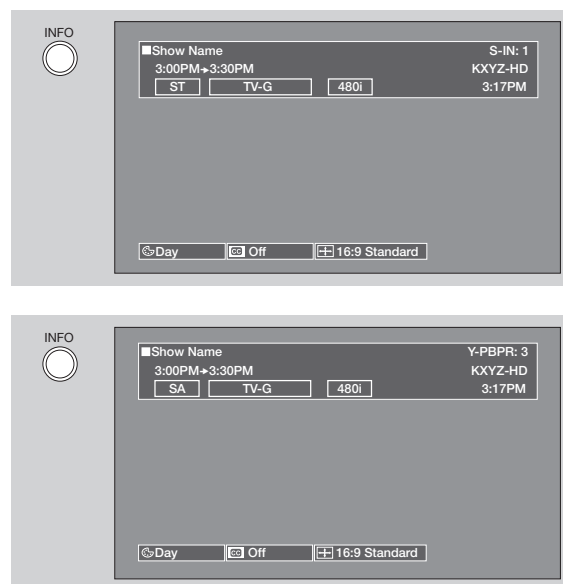 INFO
■Show Name S-IN: 1
3:00PM→3:30PM KXYZ-HD
ST TV-G 480i 3:17PM
Day CC Off 16:9 Standard
INFO
■Show Name Y-PBPR: 3
3:00PM→3:30PM KXYZ-HD
SA TV-G 480i 3:17PM
Day CC Off 16:9 Standard